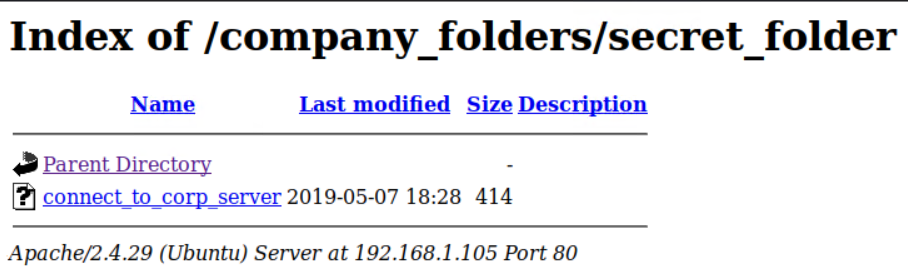 Index of /company_folders/secret_folder
Name Last modified Size Description
Parent Directory -
connect_to_corp_server 2019-05-07 18:28 414
Apache/2.4.29 (Ubuntu) Server at 192.168.1.105 Port 80